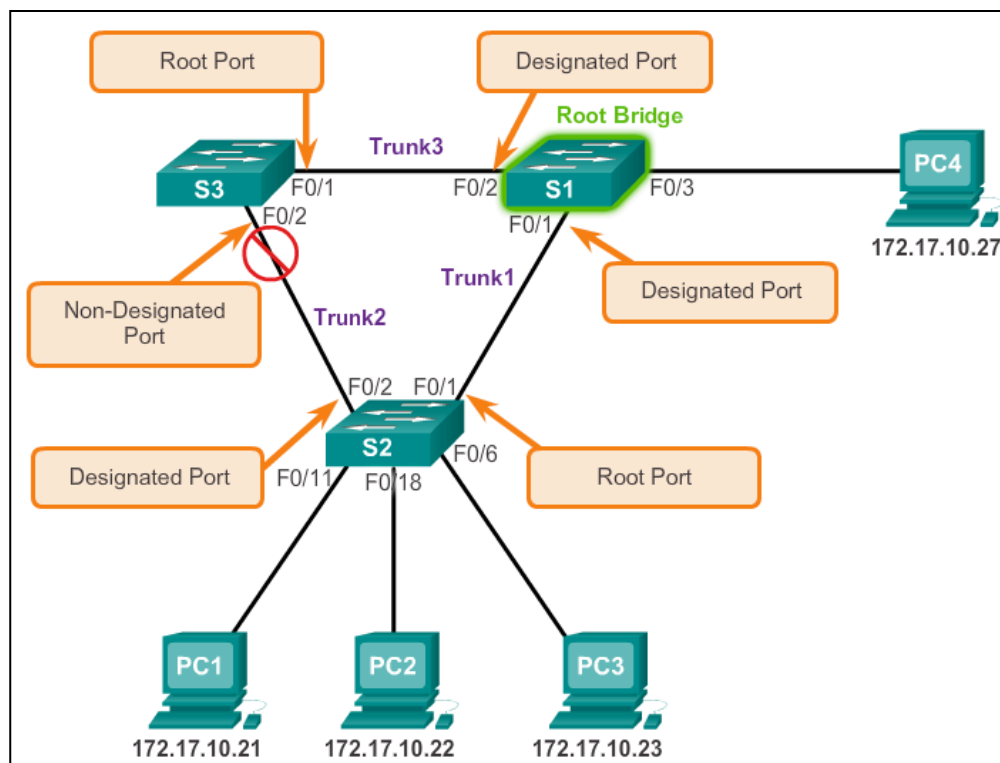 Root Port
Designated Port
Root Bridge
Trunk3
S3
F0/1
F0/2
S1
F0/3
PC4
F0/2
F0/1
172.17.10.27
Non-Designated
Port
Trunk1
Designated Port
Trunk2
F0/2
F0/1
S2
Designated Port
F0/11
F0/18
F0/6
Root Port
PC1
PC2
PC3
172.17.10.21
172.17.10.22
172.17.10.23